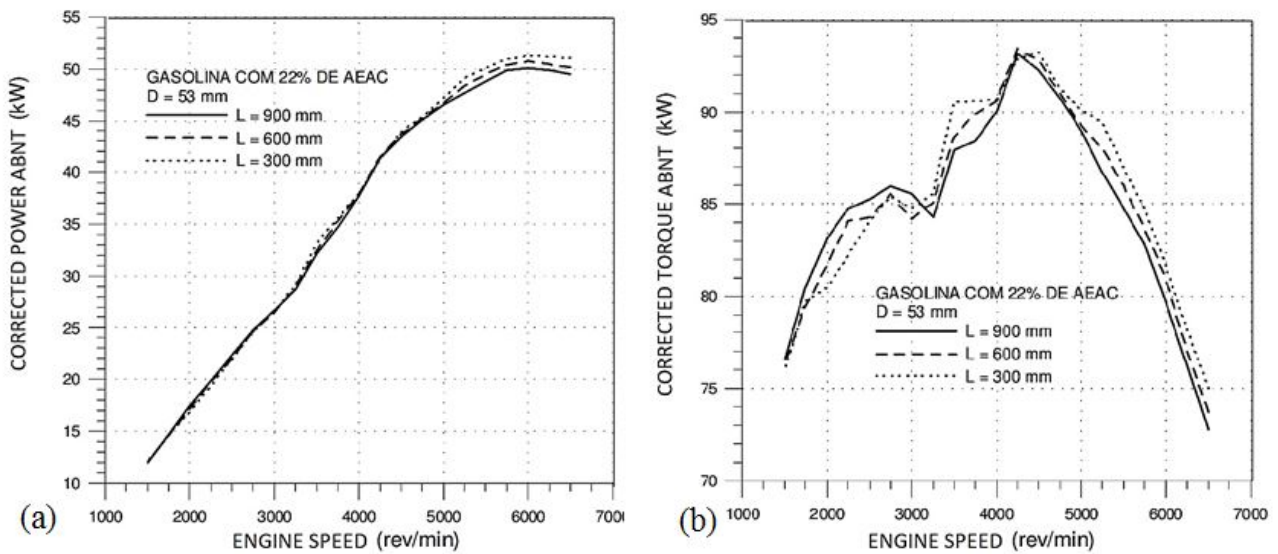 CORRECTED POWER ABNT (kW)
55
50
45
40
35
30
25
20
15
10
GASOLINA COM 22% DE AEAC
D = 53 mm
L = 900 mm
L = 600 mm
L = 300 mm
1000 2000 3000 4000 5000 6000 700
ENGINE SPEED (rev/min)
(a)
CORRECTED TORQUE ABNT (kW)
95
90
85
80
75
70
GASOLINA COM 22% DE AEAC
D = 53 mm
L = 900 mm
L = 600 mm
L = 300 mm
1000 2000 3000 4000 5000 6000 7000
ENGINE SPEED (rev/min)
(b)